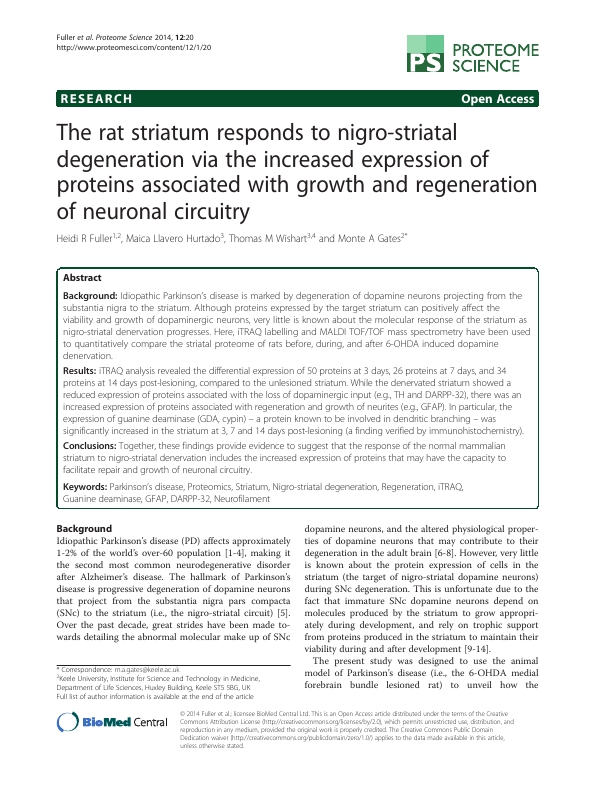 Fuller et al. Proteome Science 2014, 12:20
http://www.proteomesci.com/content/12/1/20
PS PROTEOME
SCIENCE
RESEARCH Open Access
The rat striatum responds to nigro-striatal
degeneration via the increased expression of
proteins associated with growth and regeneration
of neuronal circuitry
Heidi R Fuller1,2, Maica Llavero Hurtado3, Thomas M Wishart3,4 and Monte A Gates2*
Abstract
Background: Idiopathic Parkinson's disease is marked by degeneration of dopamine neurons projecting from the
substantia nigra to the striatum. Although proteins expressed by the target striatum can positively affect the
viability and growth of dopaminergic neurons, very little is known about the molecular response of the striatum as
nigro-striatal denervation progresses. Here, iTRAQ labelling and MALDI TOF/TOF mass spectrometry have been used
to quantitatively compare the striatal proteome of rats before, during, and after 6-OHDA induced dopamine
denervation.
Results: iTRAQ analysis revealed the differential expression of 50 proteins at 3 days, 26 proteins at 7 days, and 34
proteins at 14 days post-lesioning, compared to the unlesioned striatum. While the denervated striatum showed a
reduced expression of proteins associated with the loss of dopaminergic input (e.g., TH and DARPP-32), there was an
increased expression of proteins associated with regeneration and growth of neurites (e.g., GFAP). In particular, the
expression of guanine deaminase (GDA, cypin) – a protein known to be involved in dendritic branching – was
significantly increased in the striatum at 3, 7 and 14 days post-lesioning (a finding verified by immunohistochemistry).
Conclusions: Together, these findings provide evidence to suggest that the response of the normal mammalian
striatum to nigro-striatal denervation includes the increased expression of proteins that may have the capacity to
facilitate repair and growth of neuronal circuitry.
Keywords: Parkinson's disease, Proteomics, Striatum, Nigro-striatal degeneration, Regeneration, iTRAQ,
Guanine deaminase, GFAP, DARPP-32, Neurofilament
Background
Idiopathic Parkinson's disease (PD) affects approximately
1-2% of the world's over-60 population [1-4], making it
the second most common neurodegenerative disorder
after Alzheimer's disease. The hallmark of Parkinson's
disease is progressive degeneration of dopamine neurons
that project from the substantia nigra pars compacta
(SNc) to the striatum (i.e., the nigro-striatal circuit) [5].
Over the past decade, great strides have been made to-
wards detailing the abnormal molecular make up of SNc
dopamine neurons, and the altered physiological proper-
ties of dopamine neurons that may contribute to their
degeneration in the adult brain [6-8]. However, very little
is known about the protein expression of cells in the
striatum (the target of nigro-striatal dopamine neurons)
during SNc degeneration. This is unfortunate due to the
fact that immature SNc dopamine neurons depend on
molecules produced by the striatum to grow appropri-
ately during development, and rely on trophic support
from proteins produced in the striatum to maintain their
viability during and after development [9-14].
The present study was designed to use the animal
model of Parkinson's disease (i.e., the 6-OHDA medial
forebrain bundle lesioned rat) to unveil how the
* Correspondence: m.a.gates@keele.ac.uk
2Keele University, Institute for Science and Technology in Medicine,
Department of Life Sciences, Huxley Building, Keele ST5 5BG, UK
Full list of author information is available at the end of the article
BioMed Central
© 2014 Fuller et al.; licensee BioMed Central Ltd. This is an Open Access article distributed under the terms of the Creative
Commons Attribution License (http://creativecommons.org/licenses/by/2.0), which permits unrestricted use, distribution, and
reproduction in any medium, provided the original work is properly credited. The Creative Commons Public Domain
Dedication waiver (http://creativecommons.org/publicdomain/zero/1.0/) applies to the data made available in this article,
unless otherwise stated.